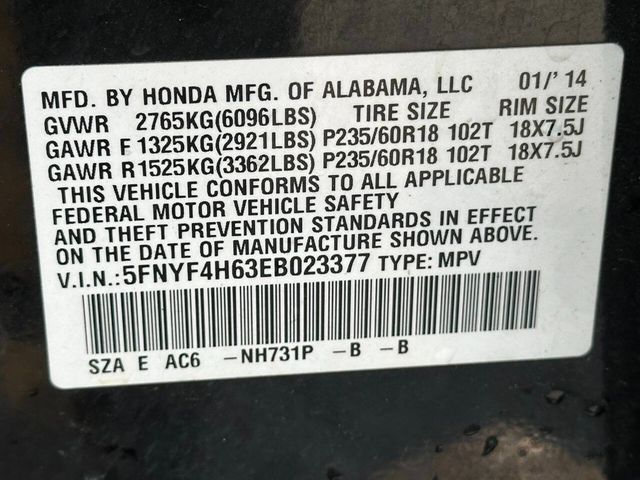 MFD. BY HONDA MFG. OF ALABAMA, LLC 01/'14
GVWR 2765KG(6096LBS) TIRE SIZE RIM SIZE
GAWR F 1325KG(2921LBS) P235/60R18 102T 18X7.5J
GAWR R 1525KG(3362LBS) P235/60R18 102T 18X7.5J
THIS VEHICLE CONFORMS TO ALL APPLICABLE
FEDERAL MOTOR VEHICLE SAFETY
AND THEFT PREVENTION STANDARDS IN EFFECT
ON THE DATE OF MANUFACTURE SHOWN ABOVE.
V.I.N.: 5FNYF4H63EB023377 TYPE: MPV
SZA E AC6 -NH731P -B -B